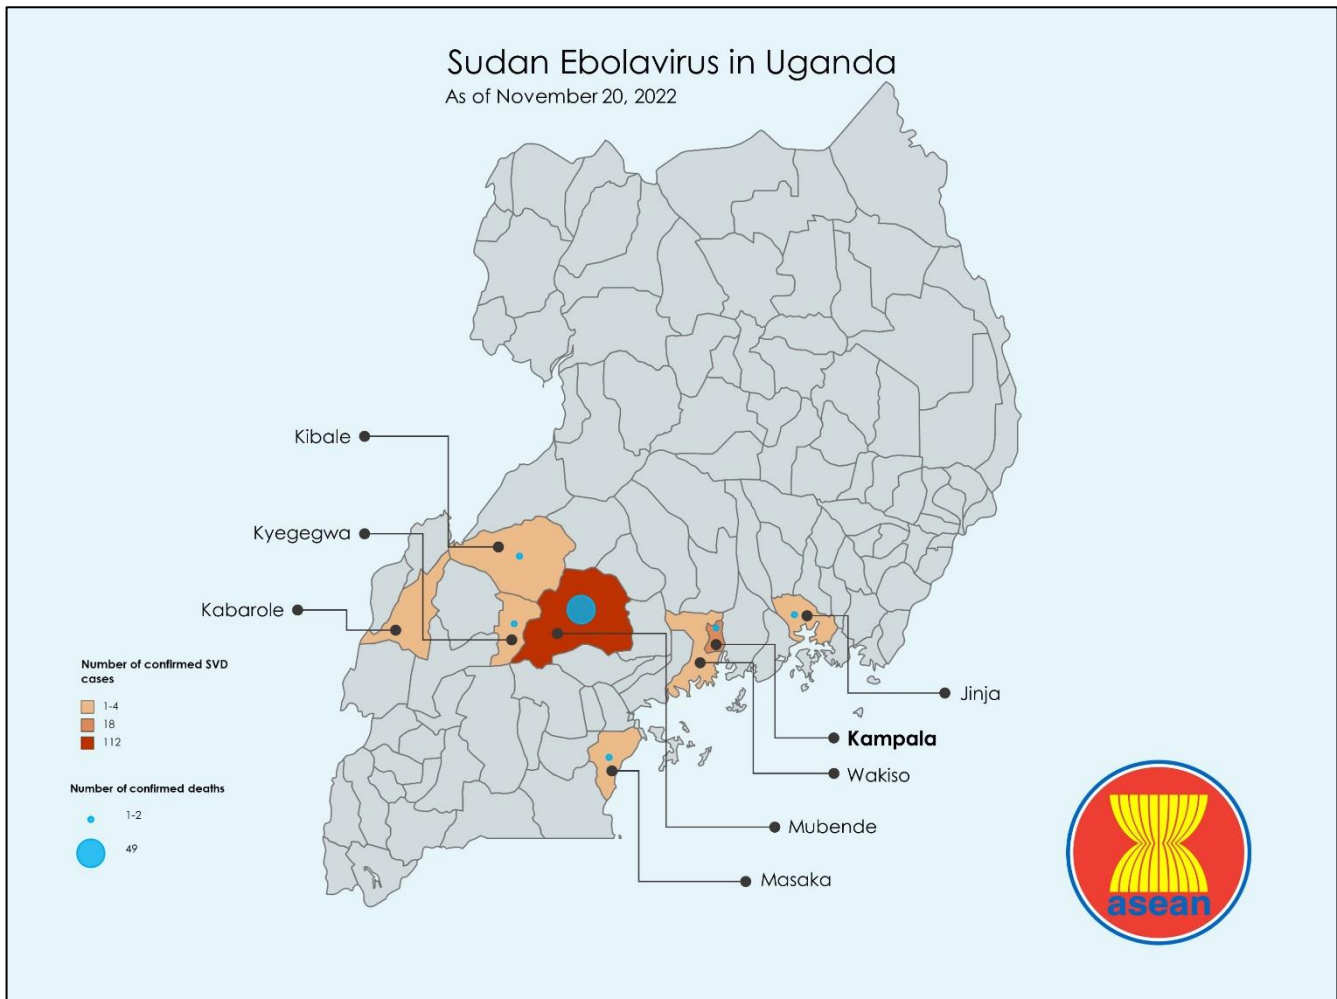 Sudan Ebolavirus in Uganda
As of November 20, 2022
Kibale
Kyegegwa
Kabarole
Number of confirmed SVD
cases
1-4
18
112
Number of confirmed deaths
1-2
49
Jinja
Kampala
Wakiso
Mubende
Masaka
asean